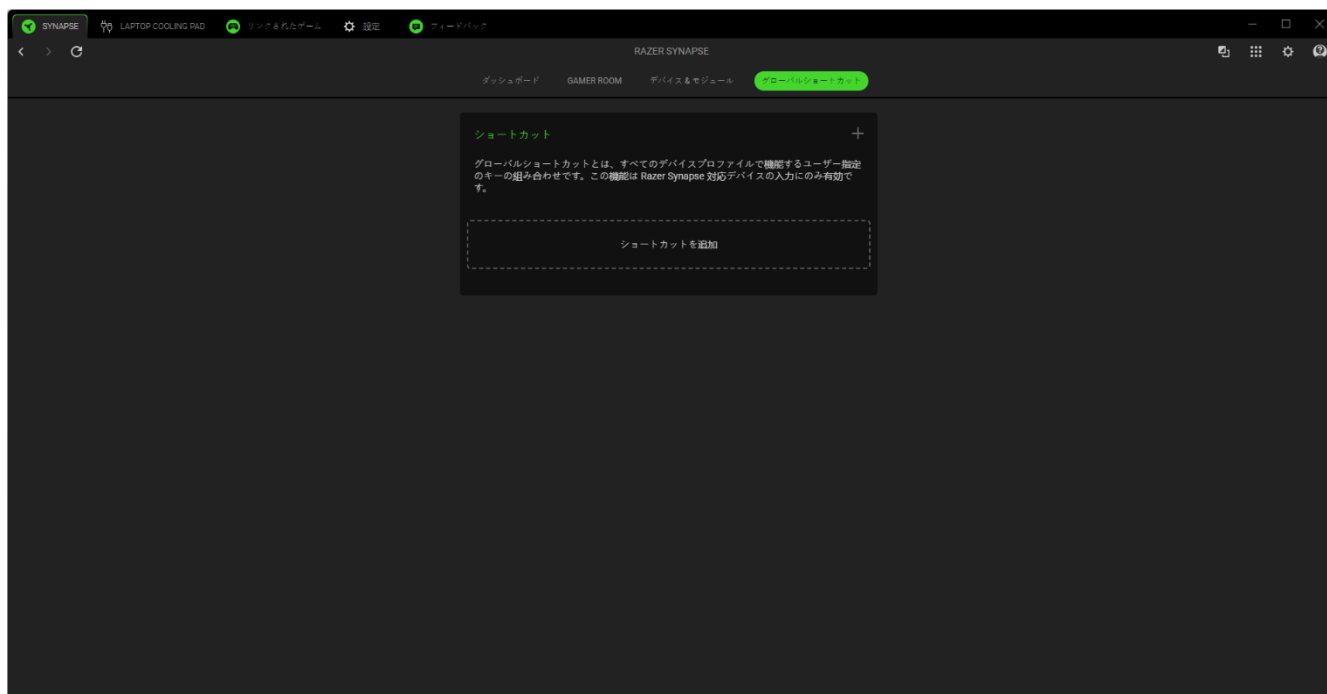 SYNAPSE LAPTOP COOLING PAD リンクされたゲーム 設定 フィードバック
RAZER SYNAPSE
ダッシュボード GAMER ROOM デバイス & モジュール グローバルショートカット
ショートカット
グローバルショートカットとは、すべてのデバイスプロファイルで機能するユーザー指定
のキーの組み合わせです。この機能は Razer Synapse 対応デバイスの入力にのみ有効で
す。
ショートカットを追加